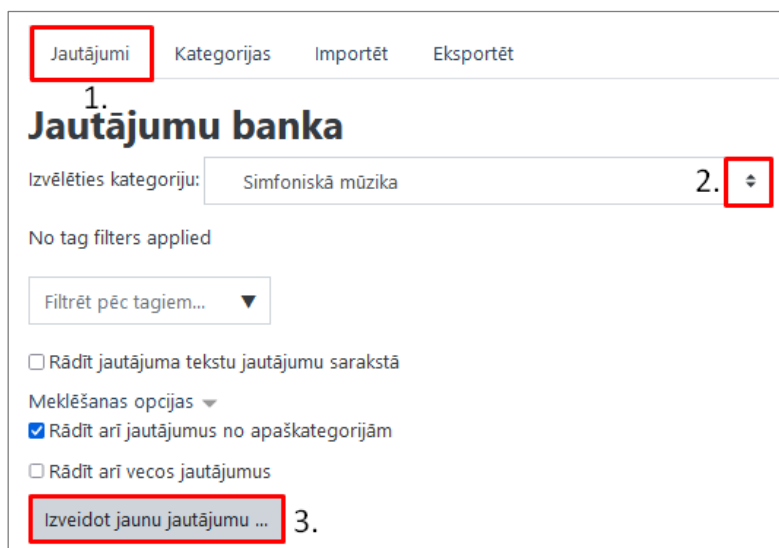 Jautājumi Kategorijas Importēt Eksportēt
1.
Jautājumu banka
Izvēlēties kategoriju: Simfoniskā mūzika 2.
No tag filters applied
Filtrēt pēc tagiem... ▼
Rādīt jautājuma tekstu jautājumu sarakstā
Meklēšanas opcijas
Rādīt arī jautājumus no apaškategorijām
Rādīt arī vecos jautājumus
Izveidot jaunu jautājumu ... 3.